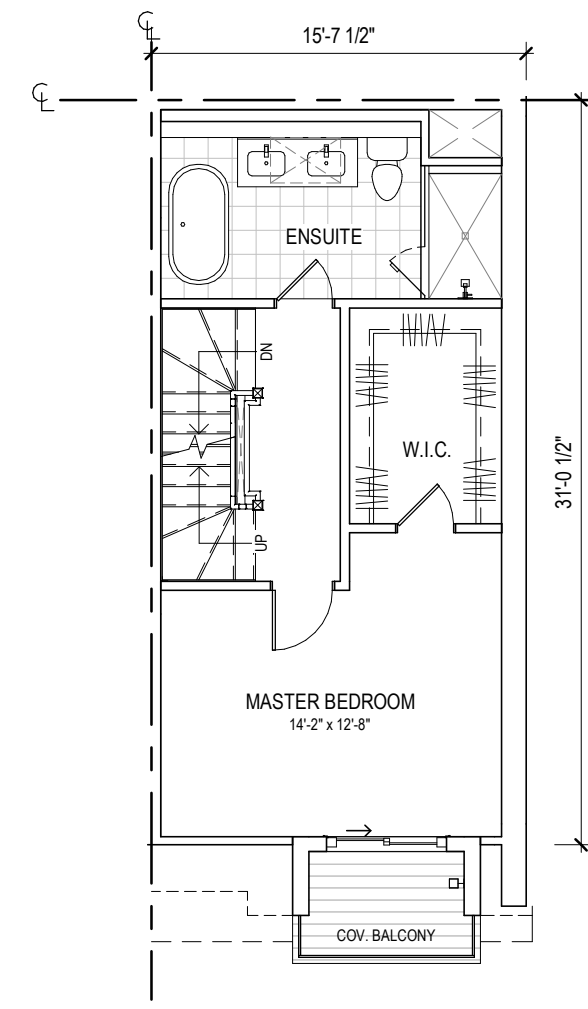 ℄
15'-7 1/2"
℄
ENSUITE
DN
W.I.C.
31'-0 1/2"
UP
MASTER BEDROOM
14'-2" x 12'-8"
COV. BALCONY